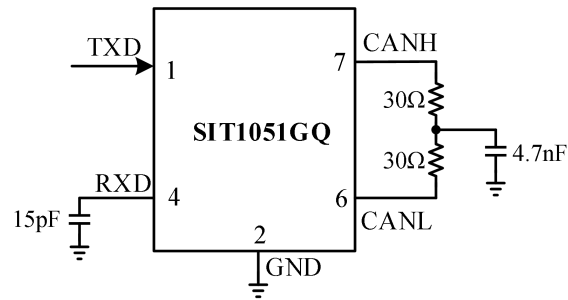 TXD
CANH
1
7
30Ω
SIT1051GQ
4.7nF
30Ω
RXD
4
6
15pF
CANL
2
GND